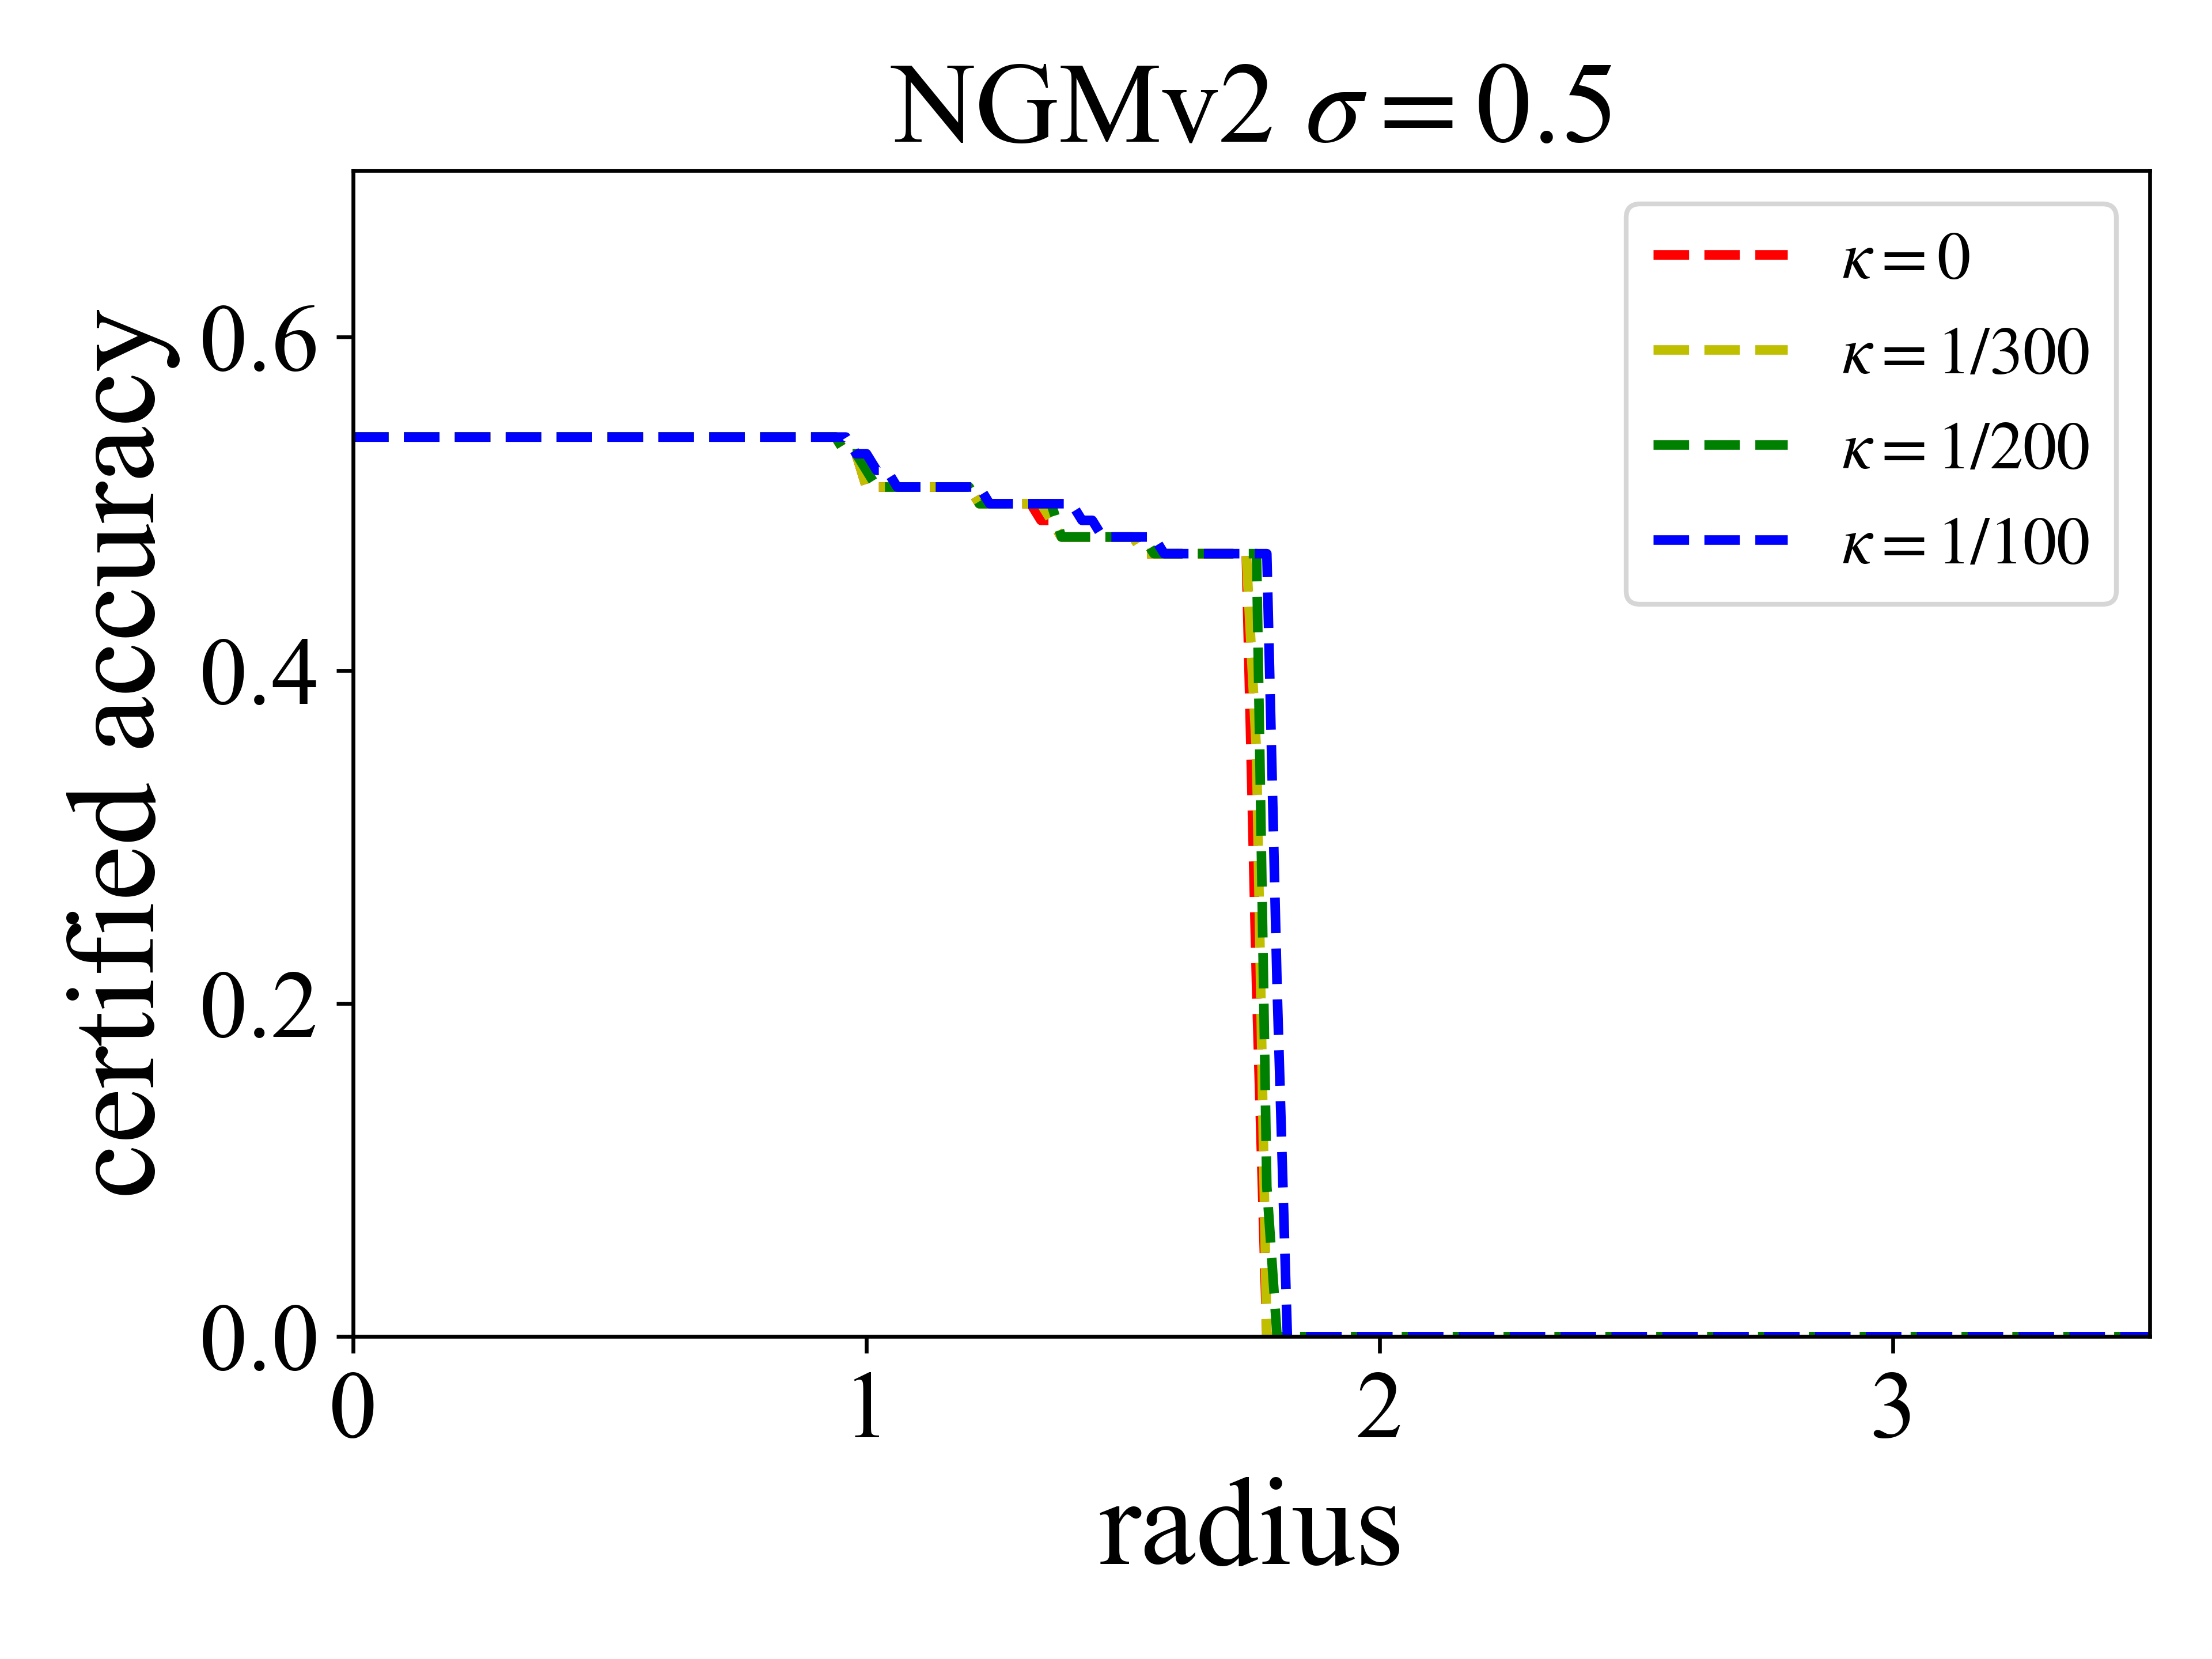 NGMv2 σ = 0.5
certified accuracy
0.6
0.4
0.2
0.0
0
1
2
3
radius
κ = 0
κ = 1/300
κ = 1/200
κ = 1/100